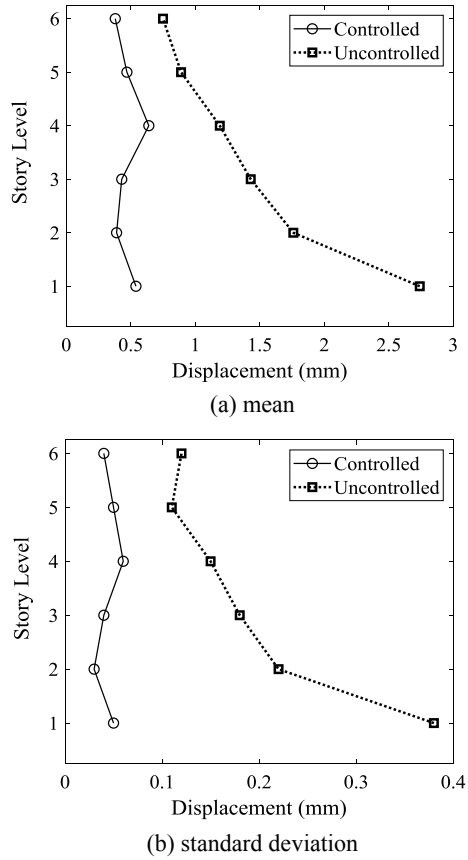 6
5
4
3
2
1
Story Level
Controlled
Uncontrolled
0 0.5 1 1.5 2 2.5 3
Displacement (mm)
(a) mean
6
5
4
3
2
1
Story Level
Controlled
Uncontrolled
0 0.1 0.2 0.3 0.4
Displacement (mm)
(b) standard deviation